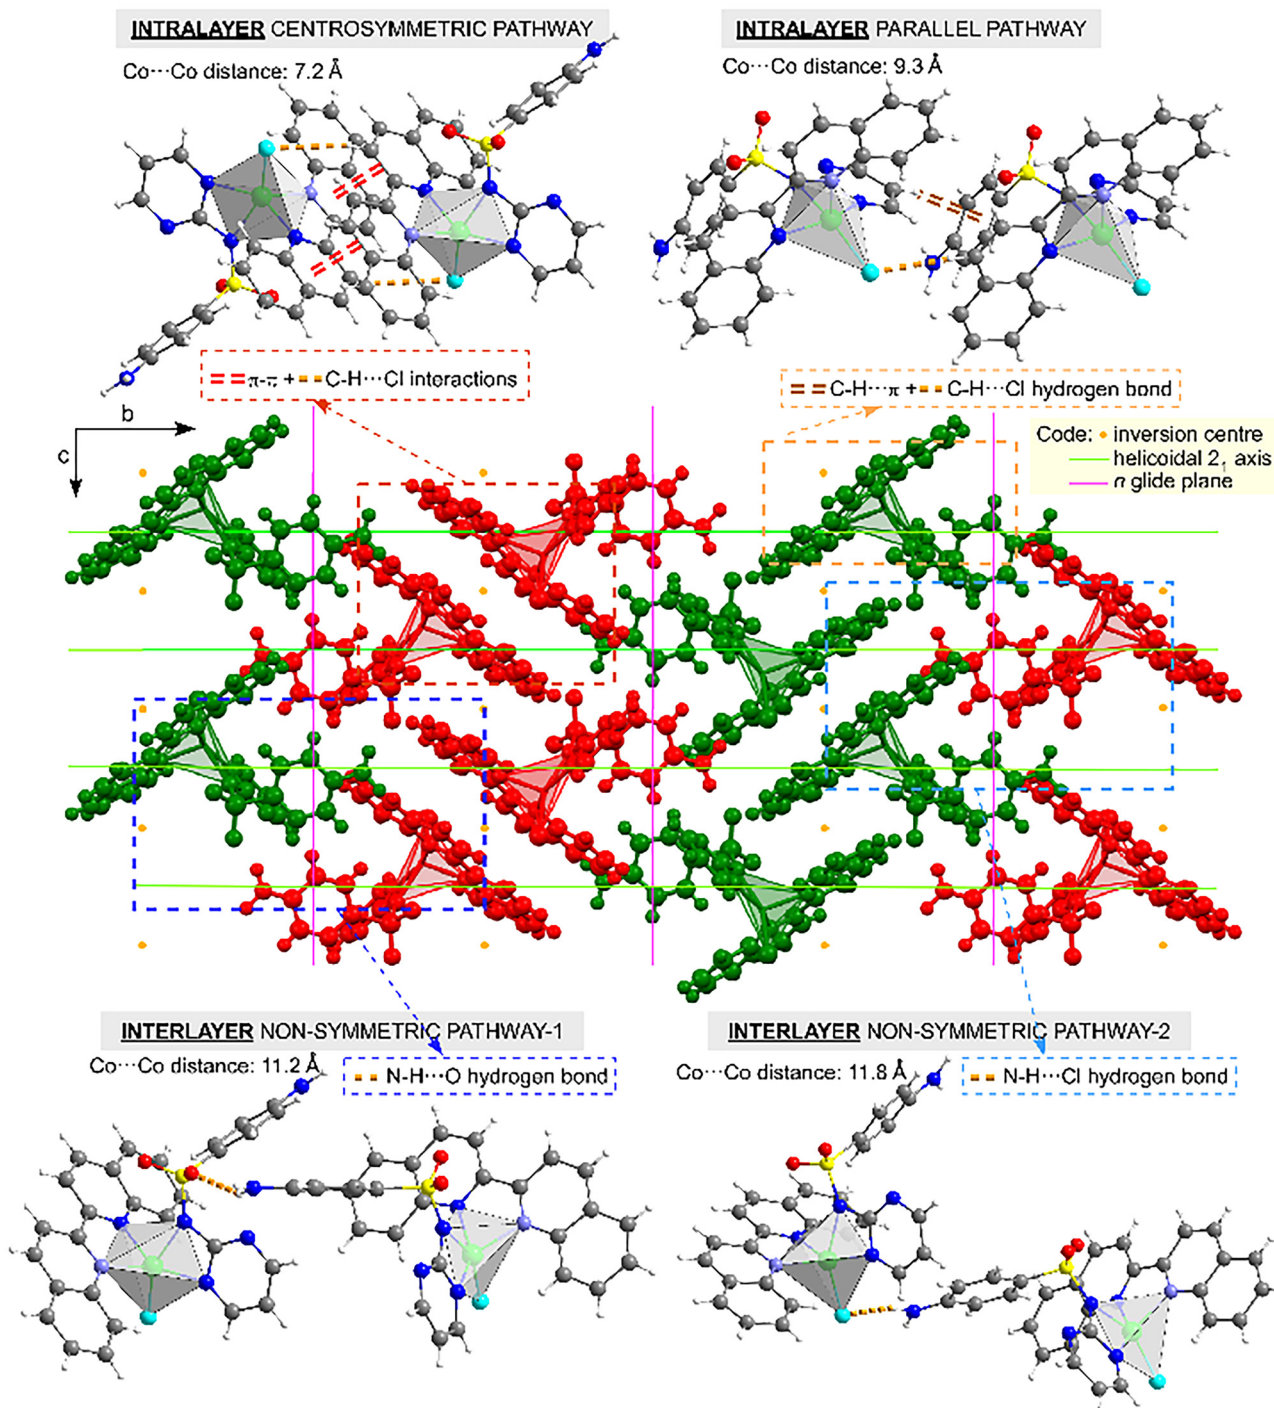 INTRALAYER CENTROSYMMETRIC PATHWAY
Co···Co distance: 7.2 Å
INTRALAYER PARALLEL PATHWAY
Co···Co distance: 9.3 Å
π-π + C-H···Cl interactions
C-H···π + C-H···Cl hydrogen bond
b
c
Code: inversion centre
helicoidal 2₁ axis
n glide plane
INTERLAYER NON-SYMMETRIC PATHWAY-1
Co···Co distance: 11.2 Å
N-H···O hydrogen bond
INTERLAYER NON-SYMMETRIC PATHWAY-2
Co···Co distance: 11.8 Å
N-H···Cl hydrogen bond